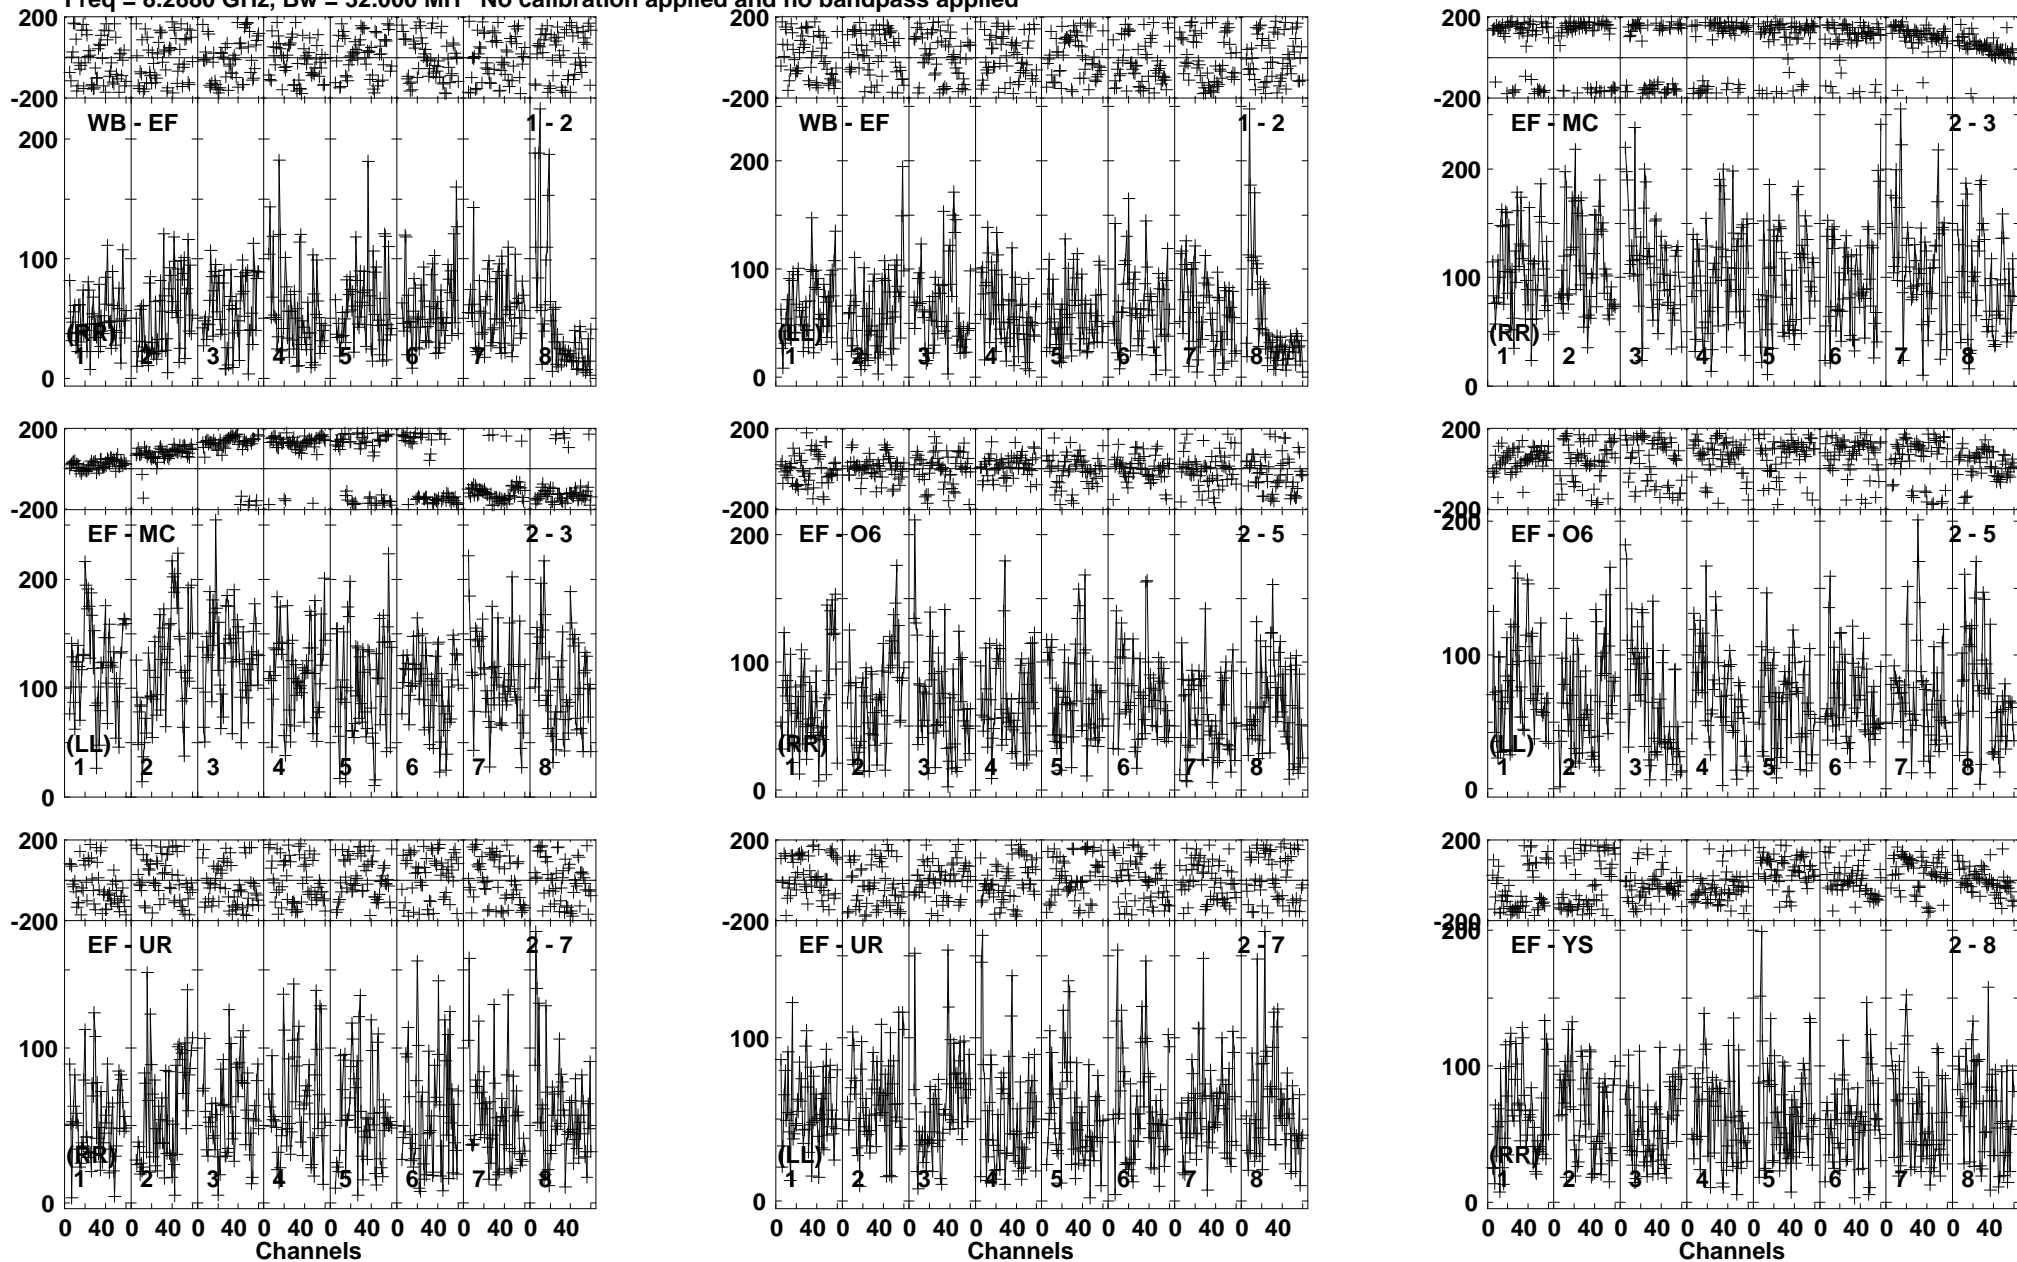 Freq = 8.2880 GHz, Bw = 32.000 MH No calibration applied and no bandpass applied
200 200 200
-200 -200 -200
WB - EF 1 - 2 WB - EF 1 - 2 EF - MC 2 - 3
200 200 200
100 100 100
(RR) (LL) (RR)
1 2 3 4 5 6 7 8 1 2 3 4 5 6 7 8 1 2 3 4 5 6 7 8
0 0 0
200 200 200
-200 -200 -200
EF - MC 2 - 3 EF - O6 2 - 5 EF - O6 2 - 5
200 200 200
100 100 100
(LL) (RR) (LL)
1 2 3 4 5 6 7 8 1 2 3 4 5 6 7 8 1 2 3 4 5 6 7 8
0 0 0
200 200 200
-200 -200 -200
200
EF - UR 2 - 7 EF - UR 2 - 7 EF - YS 2 - 8
100 100 100
(RR) (LL) (RR)
1 2 3 4 5 6 7 8 1 2 3 4 5 6 7 8 1 2 3 4 5 6 7 8
0 0 0
0 40 0 40 0 40 0 40 0 40 0 40 0 40 0 40 0 40 0 40 0 40 0 40 0 40 0 40 0 40 0 40 0 40 0 40 0 40 0 40 0 40 0 40 0 40 0 40
Channels Channels Channels